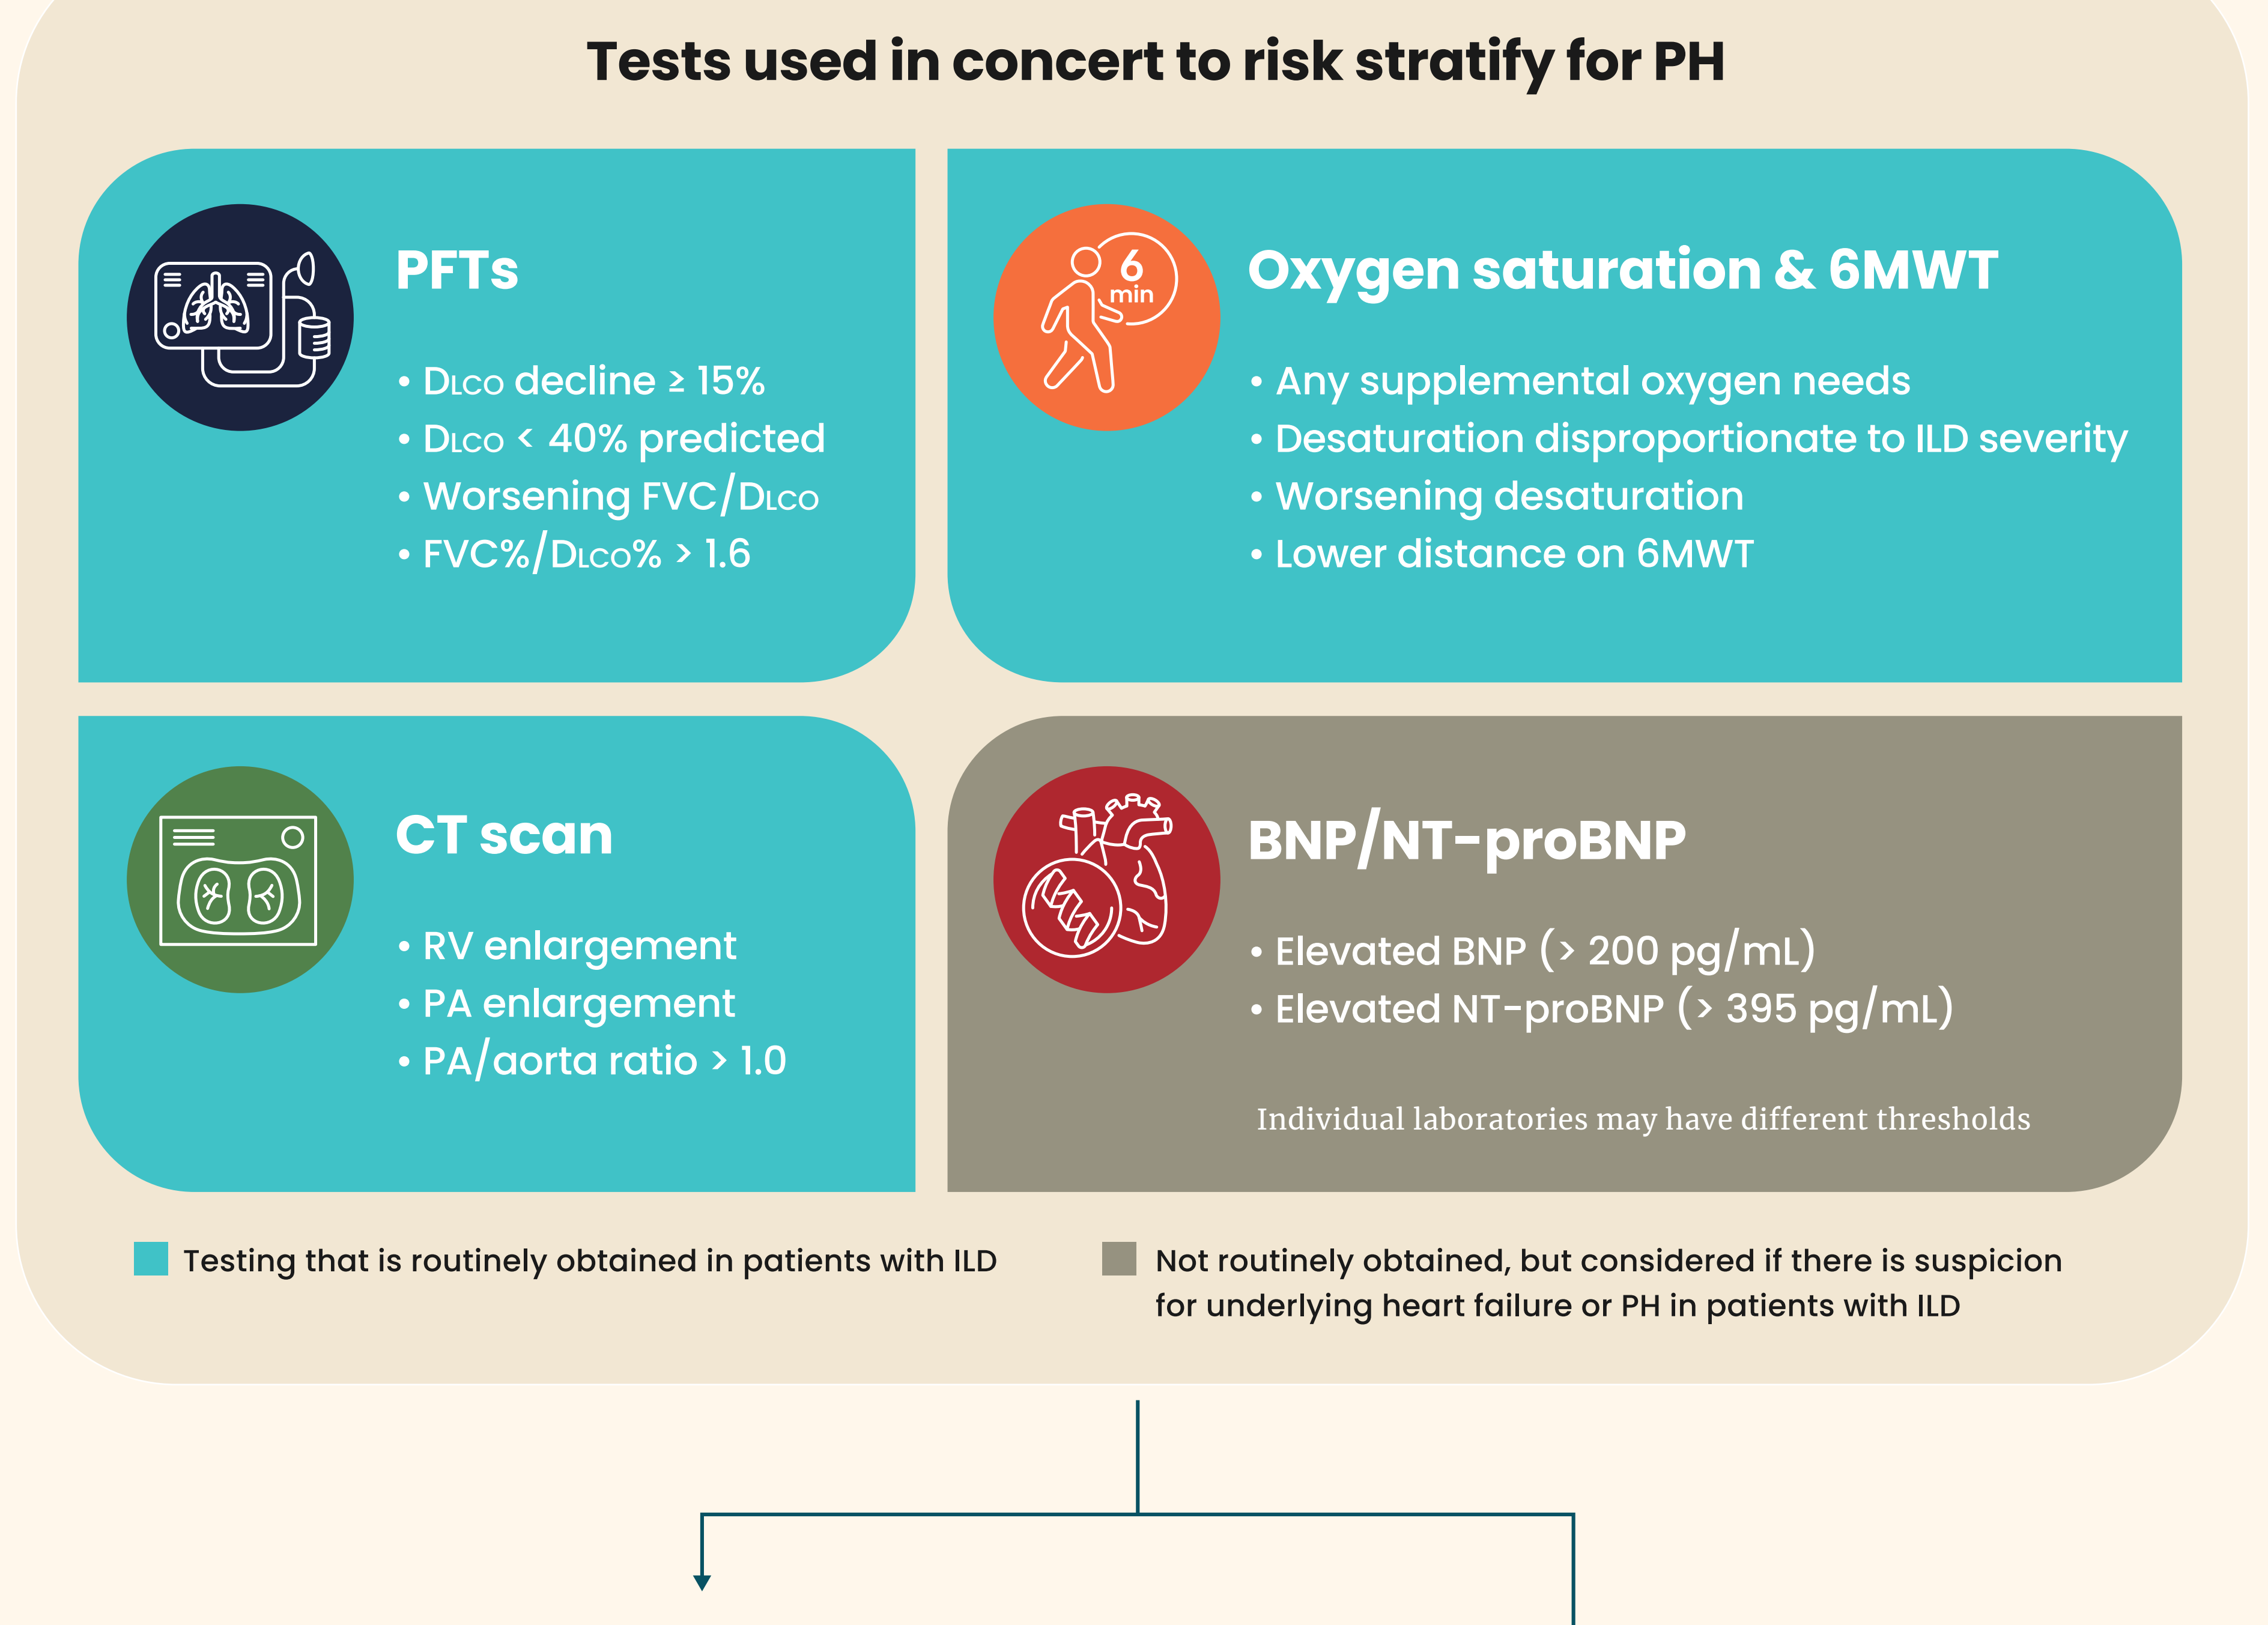 Tests used in concert to risk stratify for PH
PFTs
• DLCO decline ≥ 15%
• DLCO < 40% predicted
• Worsening FVC/DLCO
• FVC%/DLCO% > 1.6
6
min
Oxygen saturation & 6MWT
• Any supplemental oxygen needs
• Desaturation disproportionate to ILD severity
• Worsening desaturation
• Lower distance on 6MWT
CT scan
• RV enlargement
• PA enlargement
• PA/aorta ratio > 1.0
BNP/NT-proBNP
• Elevated BNP (> 200 pg/mL)
• Elevated NT-proBNP (> 395 pg/mL)
Individual laboratories may have different thresholds
Testing that is routinely obtained in patients with ILD
Not routinely obtained, but considered if there is suspicion
for underlying heart failure or PH in patients with ILD